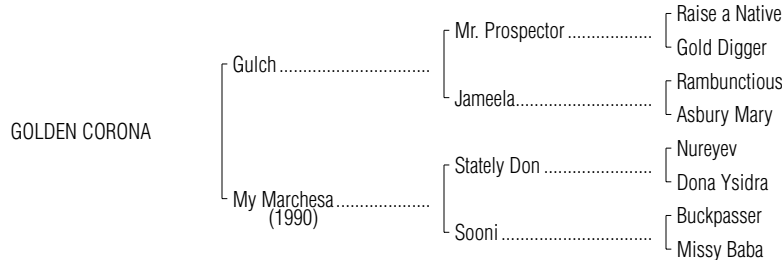 Raise a Native
Mr. Prospector ...................
Gold Digger
Gulch ..................................
Rambunctious
Jameela...............................
Asbury Mary
GOLDEN CORONA
Nureyev
Stately Don ........................
Dona Ysidra
My Marchesa.....................
(1990)
Buckpasser
Sooni ..................................
Missy Baba